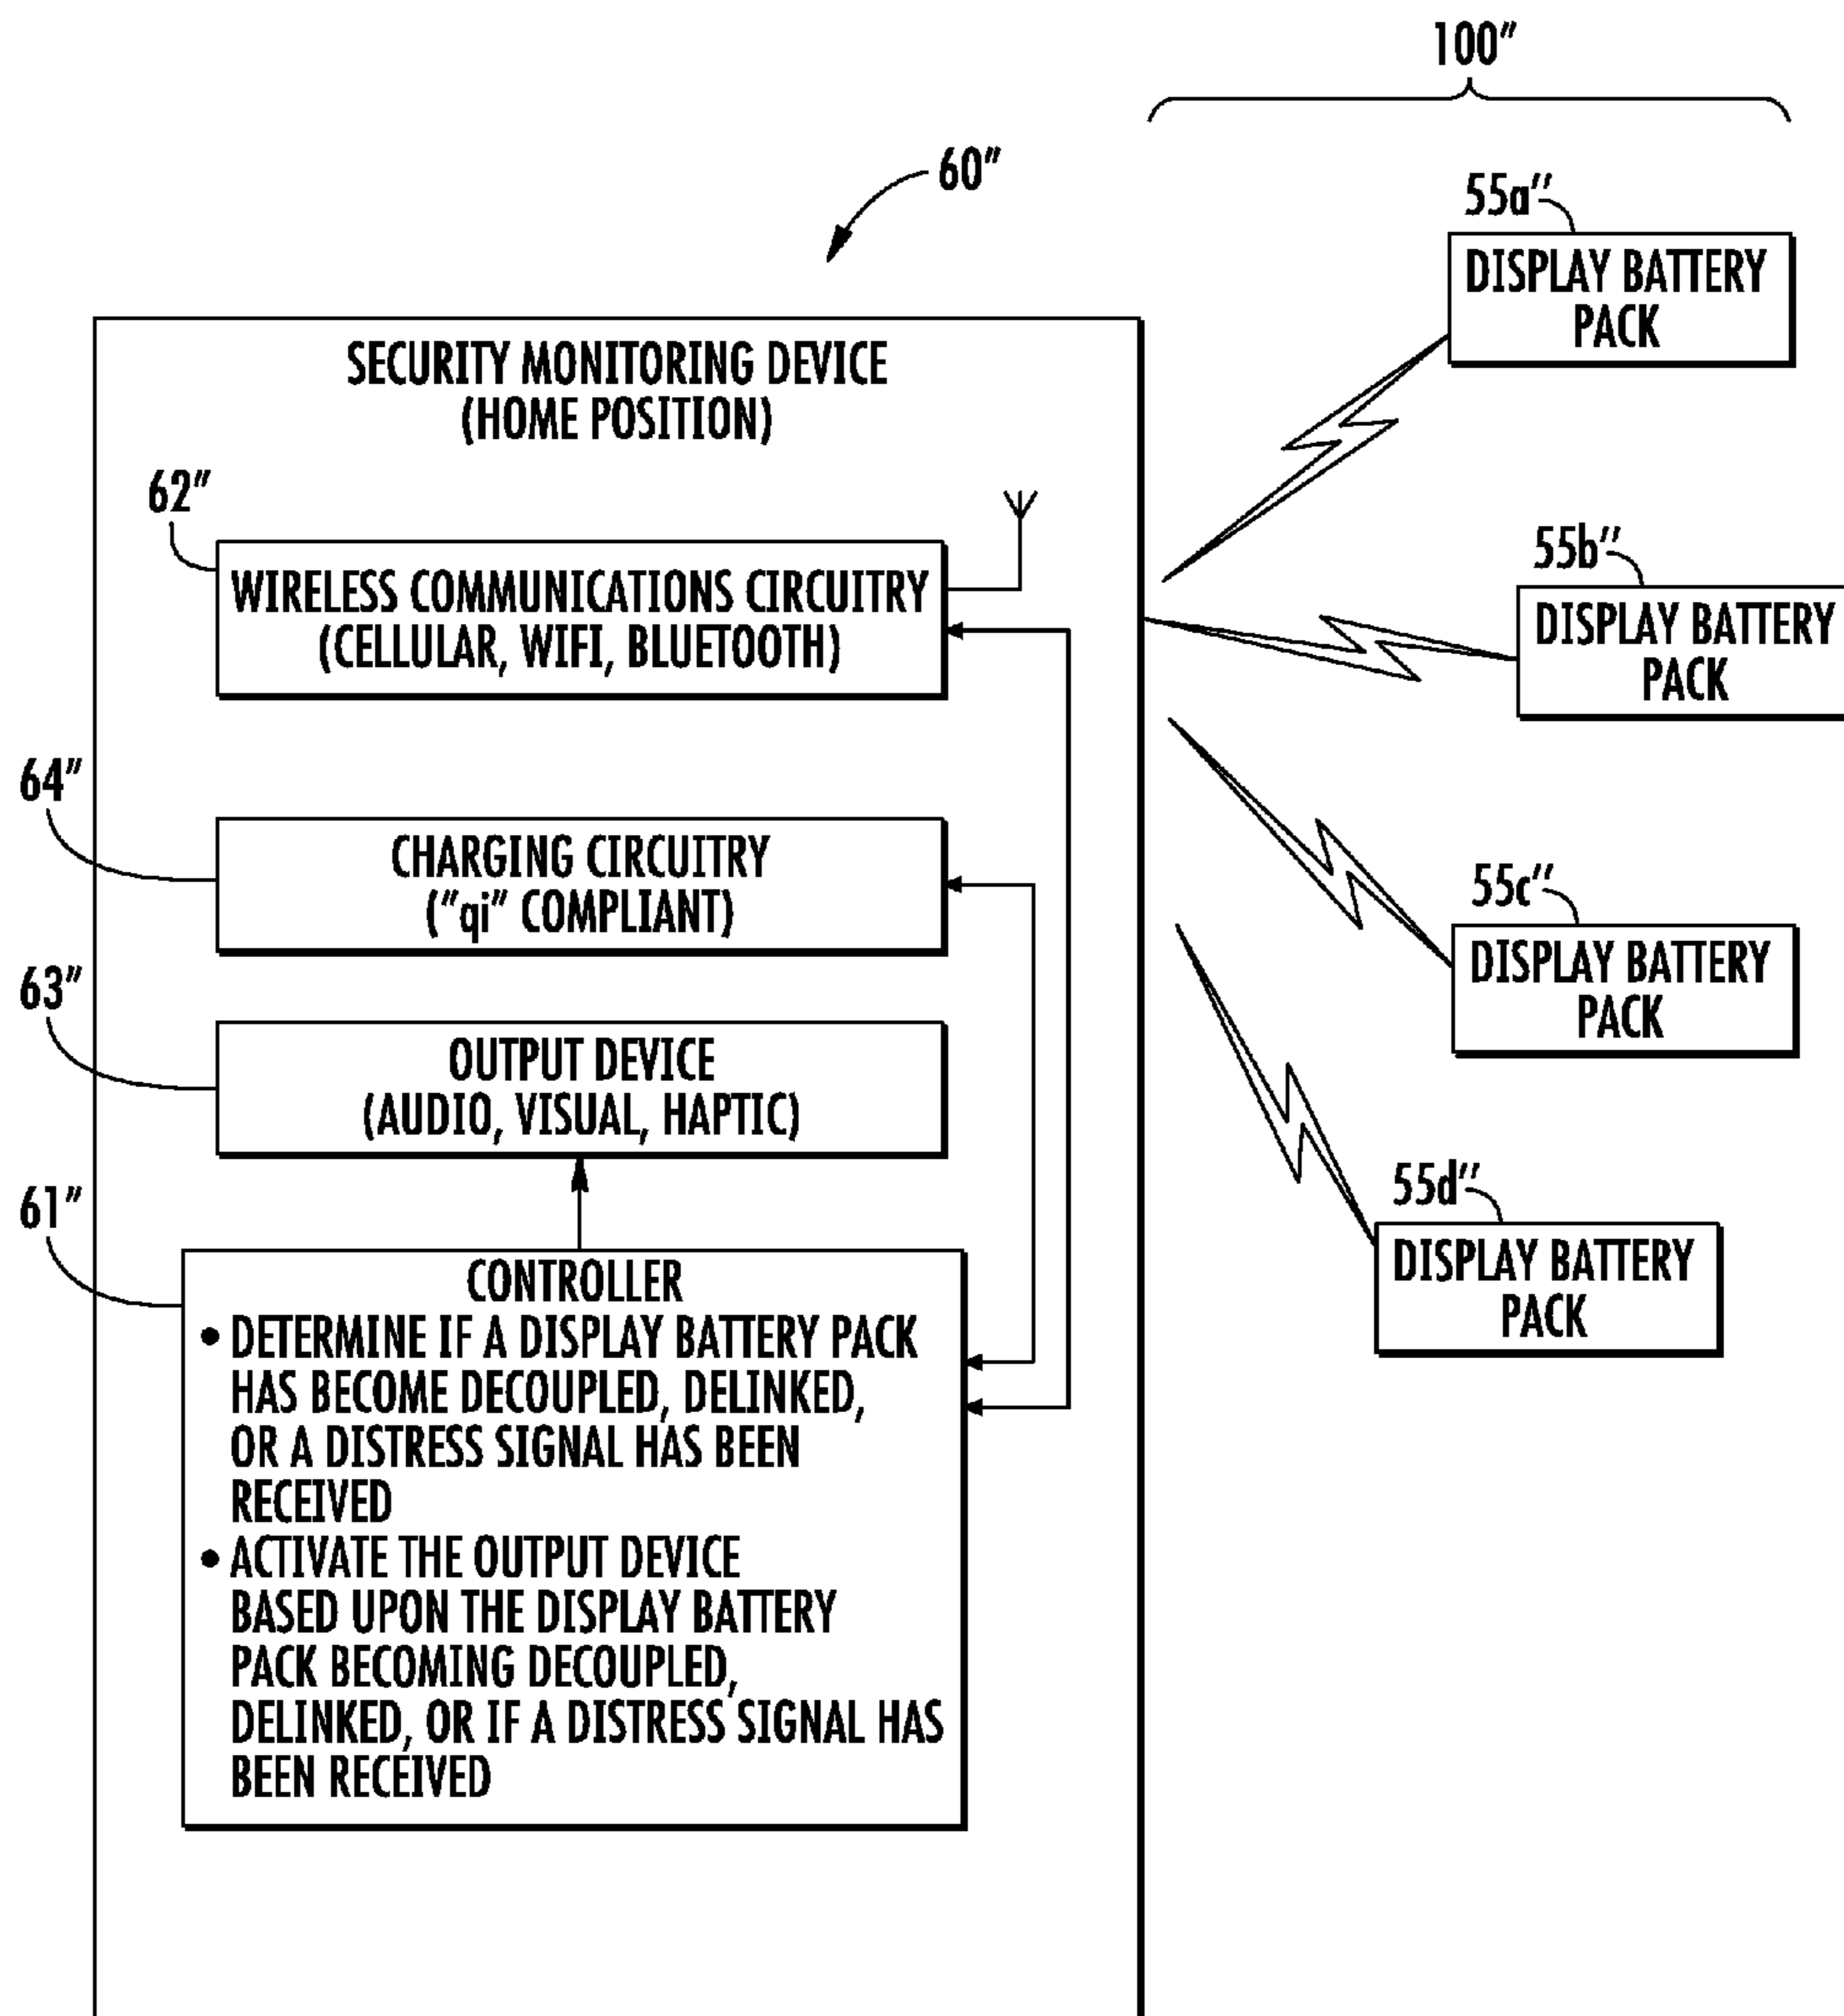 100″
60″
55a″
DISPLAY BATTERY
PACK
SECURITY MONITORING DEVICE
(HOME POSITION)
62″
WIRELESS COMMUNICATIONS CIRCUITRY
(CELLULAR, WIFI, BLUETOOTH)
55b″
DISPLAY BATTERY
PACK
64″
CHARGING CIRCUITRY
(″qi″ COMPLIANT)
55c″
DISPLAY BATTERY
PACK
63″
OUTPUT DEVICE
(AUDIO, VISUAL, HAPTIC)
55d″
DISPLAY BATTERY
PACK
61″
CONTROLLER
• DETERMINE IF A DISPLAY BATTERY PACK
HAS BECOME DECOUPLED, DELINKED,
OR A DISTRESS SIGNAL HAS BEEN
RECEIVED
• ACTIVATE THE OUTPUT DEVICE
BASED UPON THE DISPLAY BATTERY
PACK BECOMING DECOUPLED,
DELINKED, OR IF A DISTRESS SIGNAL HAS
BEEN RECEIVED